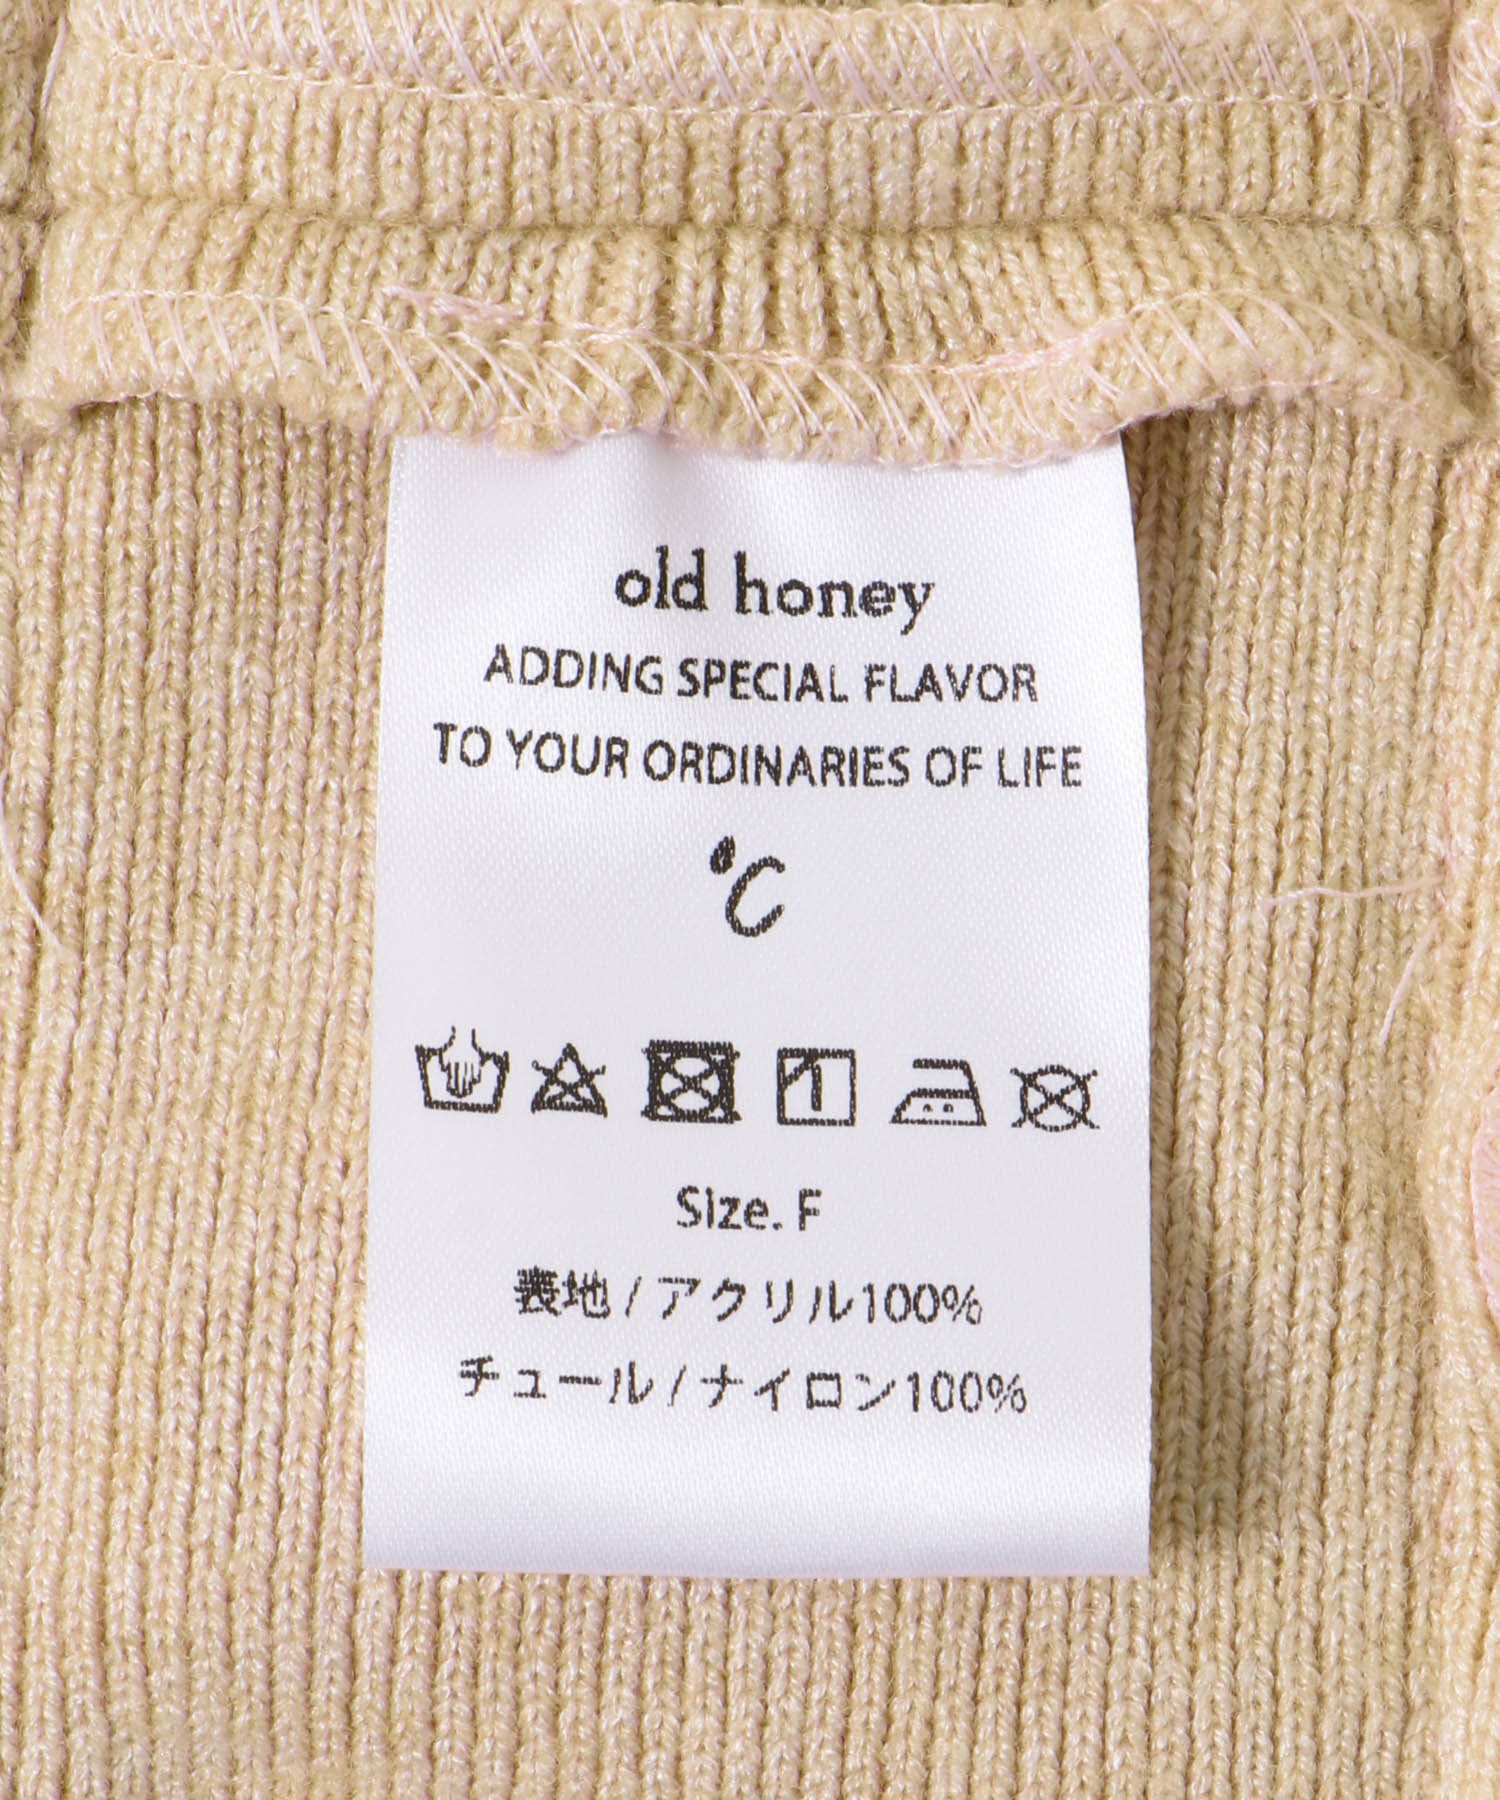 old honey
ADDING SPECIAL FLAVOR
TO YOUR ORDINARIES OF LIFE
°C
Size. F
表地 / アクリル100%
チュール / ナイロン100%